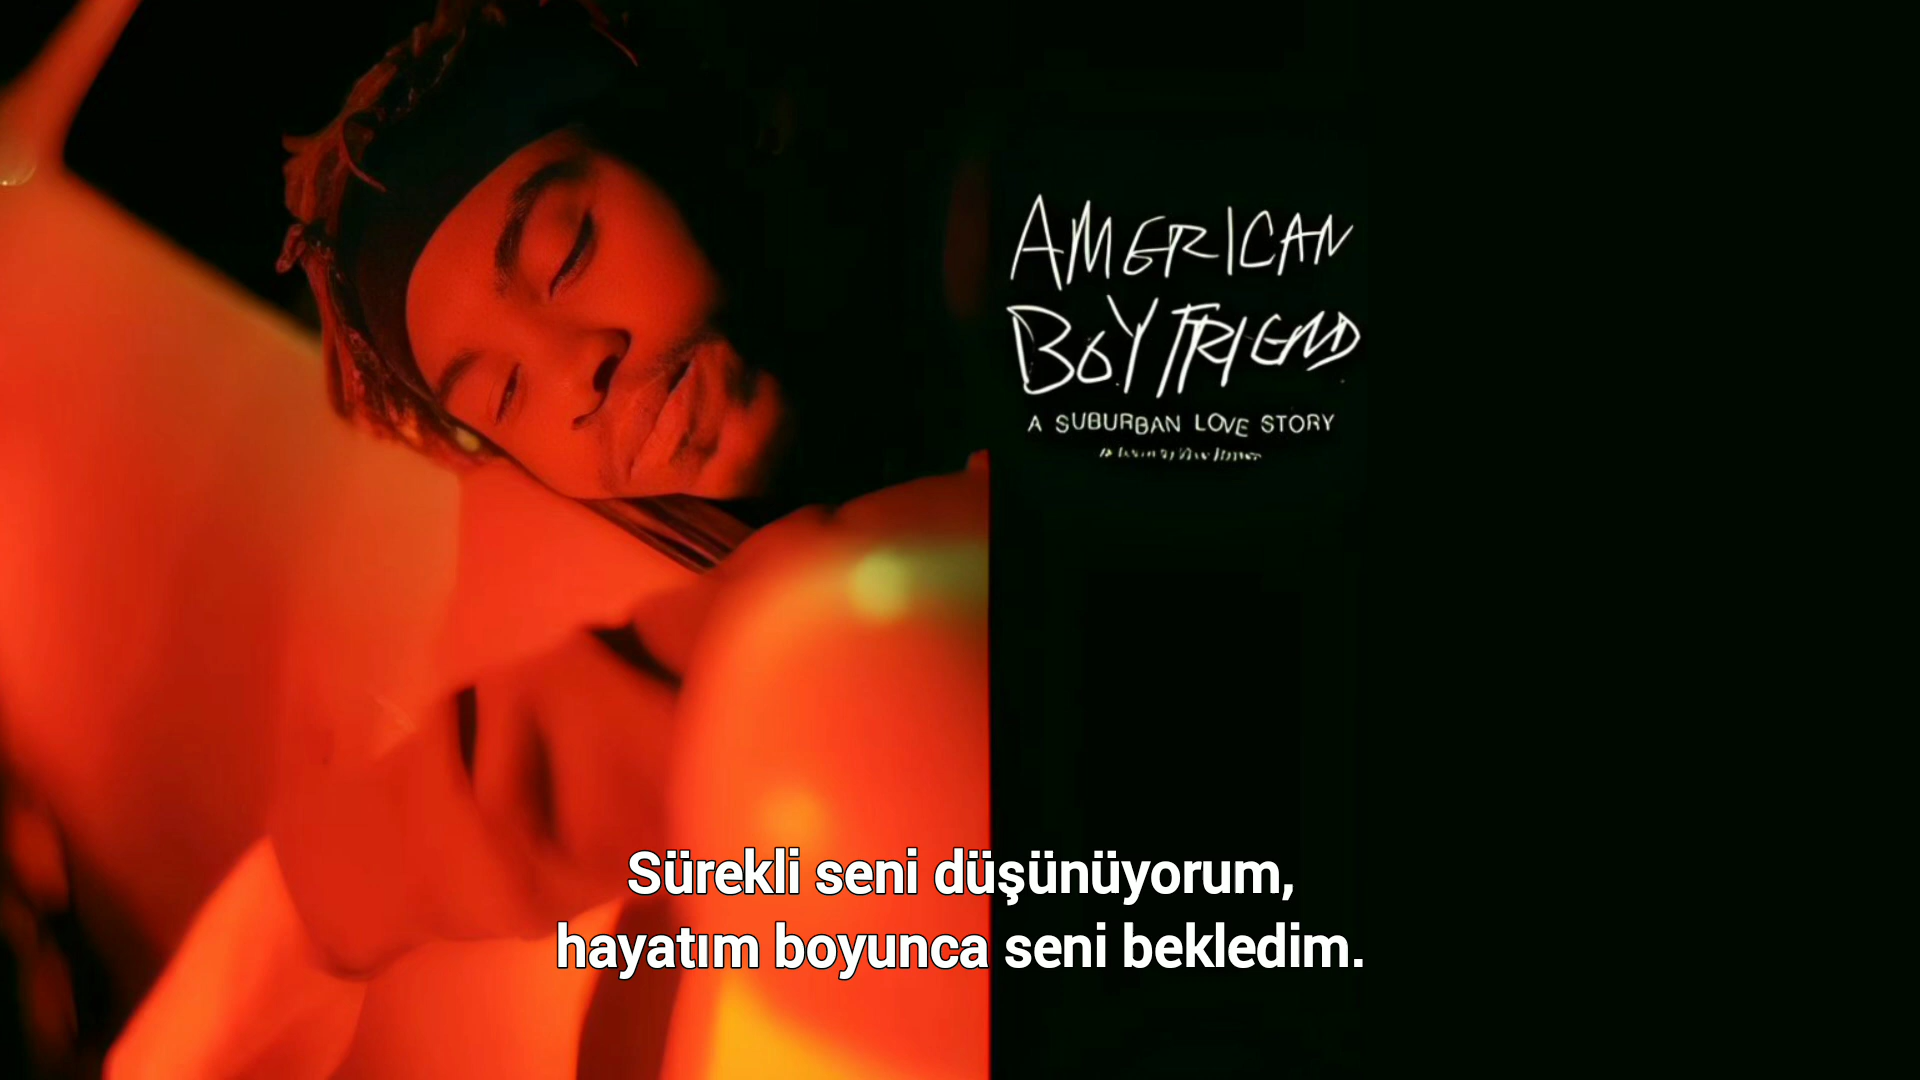 AMERICAN
BOYFRIEND
A SUBURBAN LOVE STORY
Sürekli seni düşünüyorum,
hayatım boyunca seni bekledim.